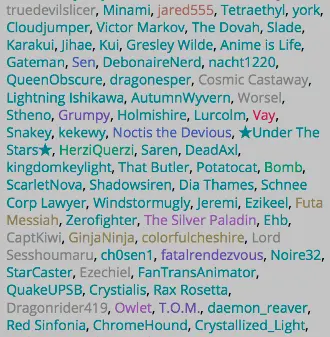 truedevilslicer, Minami, jared555, Tetraethyl, york,
Cloudjumper, Victor Markov, The Dovah, Slade,
Karakui, Jihae, Kui, Gresley Wilde, Anime is Life,
Gateman, Sen, DebonaireNerd, nacht1220,
QueenObscure, dragonesper, Cosmic Castaway,
Lightning Ishikawa, AutumnWyvern, Worsel,
Stheno, Grumpy, Holmishire, Lurcolm, Vay,
Snakey, kekewy, Noctis the Devious, ★Under The
Stars★, HerziQuerzi, Saren, DeadAxl,
kingdomkeylight, That Butler, Potatocat, Bomb,
ScarletNova, Shadowsiren, Dia Thames, Schnee
Corp Lawyer, Windstormugly, Jeremi, Ezikeel, Futa
Messiah, Zerofighter, The Silver Paladin, Ehb,
CaptKiwi, GinjaNinja, colorfulcheshire, Lord
Sesshoumaru, ch0sen1, fatalrendezvous, Noire32,
StarCaster, Ezechiel, FanTransAnimator,
QuakeUPSB, Crystialis, Rax Rosetta,
Dragonrider419, Owlet, T.O.M., daemon_reaver,
Red Sinfonia, ChromeHound, Crystallized_Light,